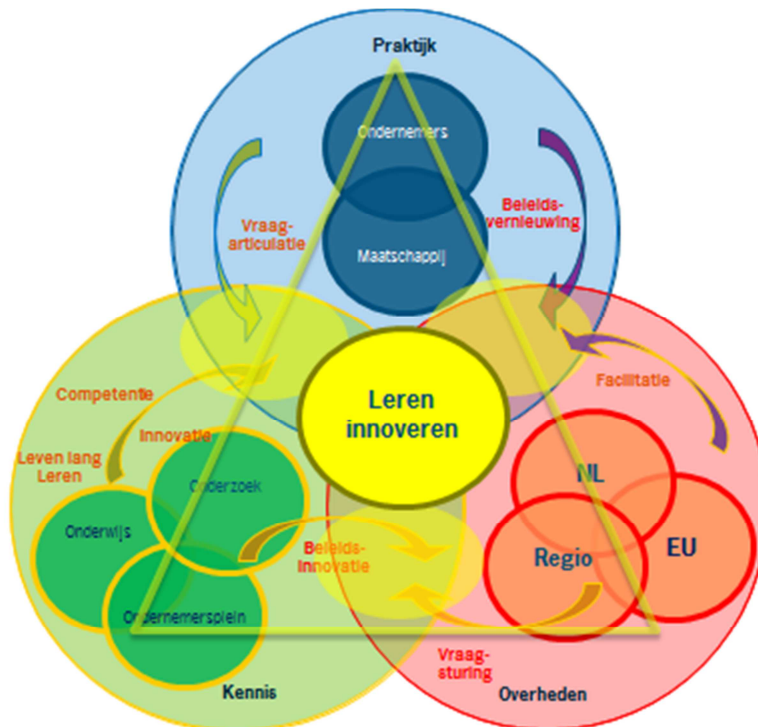 Praktijk
Ondernemers
Maatschappij
Vraag-
articulatie
Beleids-
vernieuwing
Leren
innoveren
Competentie
Innovatie
Leven lang
Leren
Onderzoek
Onderwijs
Ondernemersplein
Kennis
Beleids-
innovatie
Facilitatie
NL
Regio
EU
Vraag-
sturing
Overheden